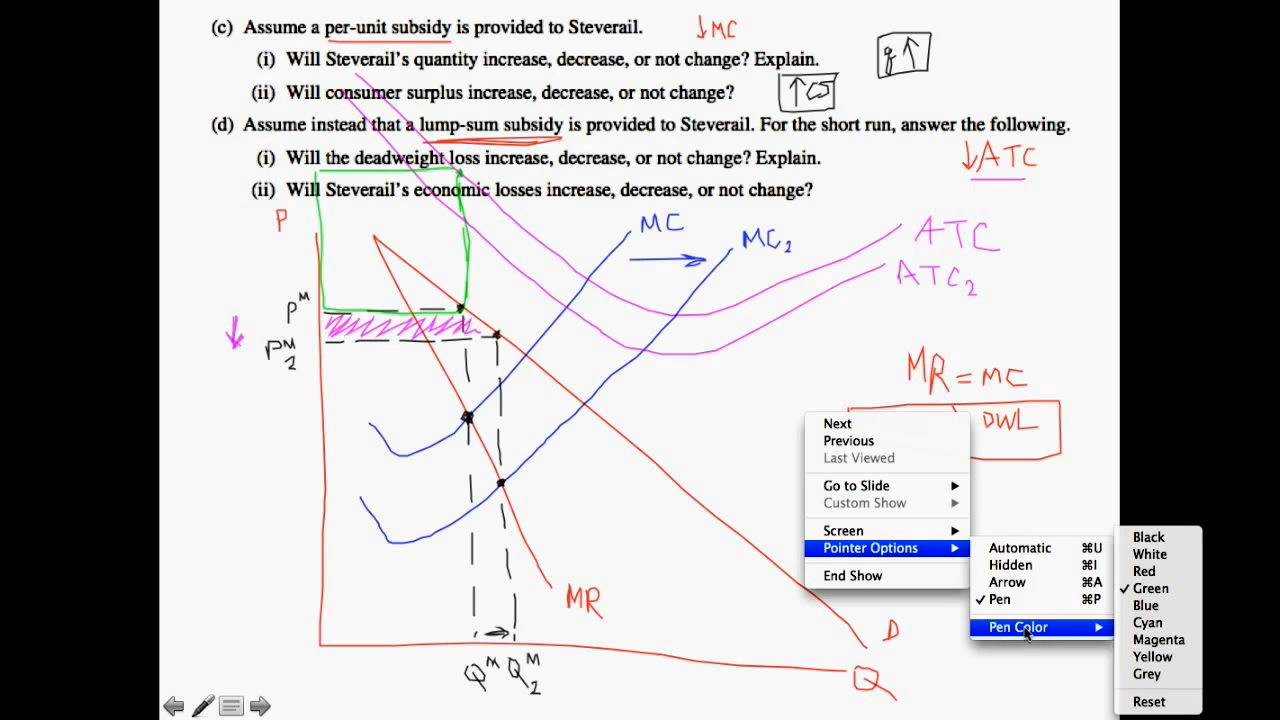 (c) Assume a per-unit subsidy is provided to Steverail. ↓MC
(i) Will Steverail's quantity increase, decrease, or not change? Explain. q↑
(ii) Will consumer surplus increase, decrease, or not change? ↑CS
(d) Assume instead that a lump-sum subsidy is provided to Steverail. For the short run, answer the following.
(i) Will the deadweight loss increase, decrease, or not change? Explain. ↓ATC
(ii) Will Steverail's economic losses increase, decrease, or not change?
P
MC
MC2
ATC
ATC2
PM
PM2
MR = MC
DWL
MR
D
QM QM2
Q
Next
Previous
Last Viewed
Go to Slide
Custom Show
Screen
Pointer Options
End Show
Automatic ⌘U
Hidden ⌘I
Arrow ⌘A
✓ Pen ⌘P
Pen Color
Black
White
Red
✓ Green
Blue
Cyan
Magenta
Yellow
Grey
Reset